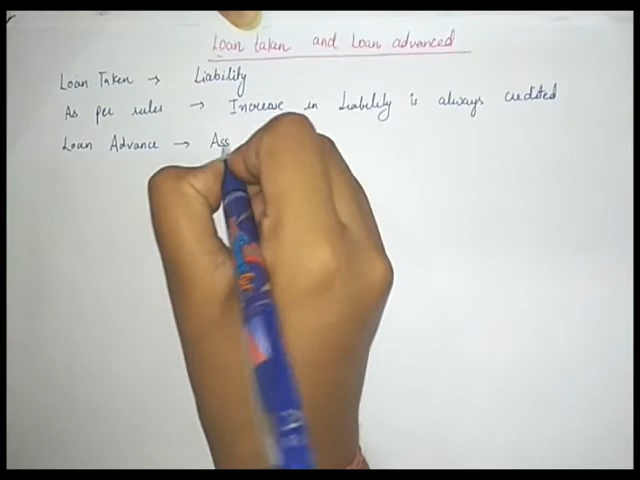 Loan taken and Loan advanced
Loan Taken → Liability
As per rules → Increase in Liability is always credited
Loan Advance → Ass